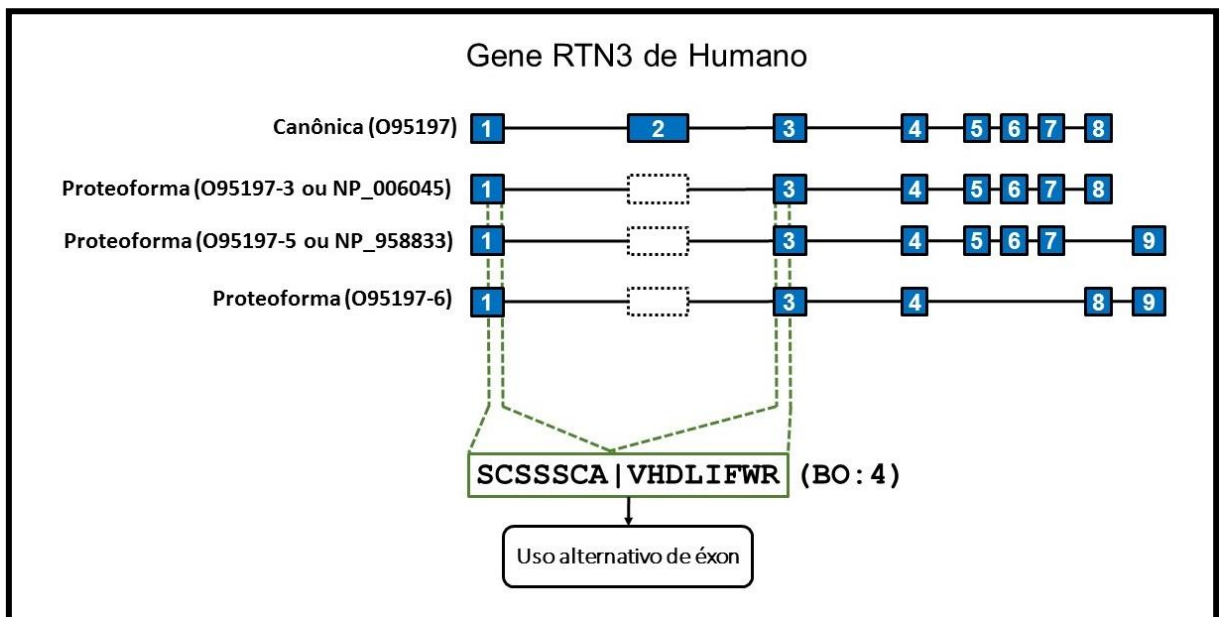 Gene RTN3 de Humano
Canônica (O95197) 1 2 3 4 5 6 7 8
Proteoforma (O95197-3 ou NP_006045) 1 3 4 5 6 7 8
Proteoforma (O95197-5 ou NP_958833) 1 3 4 5 6 7 9
Proteoforma (O95197-6) 1 3 4 8 9
SCSSSCA|VHDLIFWR (BO:4)
Uso alternativo de éxon